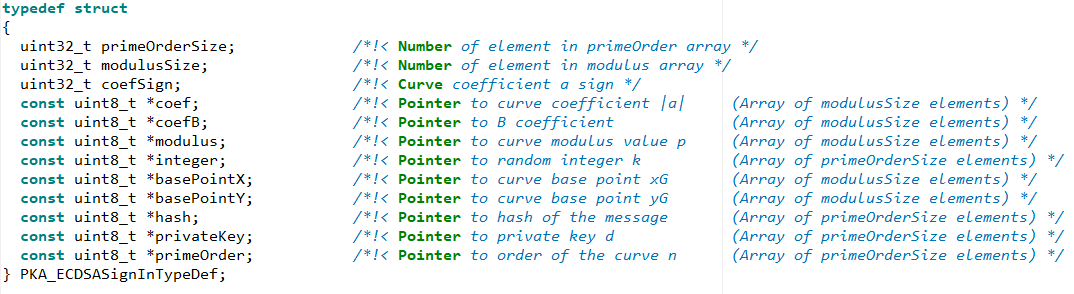 typedef struct
{
  uint32_t primeOrderSize;             /*!< Number of element in primeOrder array */
  uint32_t modulusSize;                /*!< Number of element in modulus array */
  uint32_t coefSign;                   /*!< Curve coefficient a sign */
  const uint8_t *coef;                 /*!< Pointer to curve coefficient |a|     (Array of modulusSize elements) */
  const uint8_t *coefB;                /*!< Pointer to B coefficient             (Array of modulusSize elements) */
  const uint8_t *modulus;              /*!< Pointer to curve modulus value p     (Array of modulusSize elements) */
  const uint8_t *integer;              /*!< Pointer to random integer k          (Array of primeOrderSize elements) */
  const uint8_t *basePointX;           /*!< Pointer to curve base point xG       (Array of modulusSize elements) */
  const uint8_t *basePointY;           /*!< Pointer to curve base point yG       (Array of modulusSize elements) */
  const uint8_t *hash;                 /*!< Pointer to hash of the message       (Array of primeOrderSize elements) */
  const uint8_t *privateKey;           /*!< Pointer to private key d             (Array of primeOrderSize elements) */
  const uint8_t *primeOrder;           /*!< Pointer to order of the curve n      (Array of primeOrderSize elements) */
} PKA_ECDSASignInTypeDef;